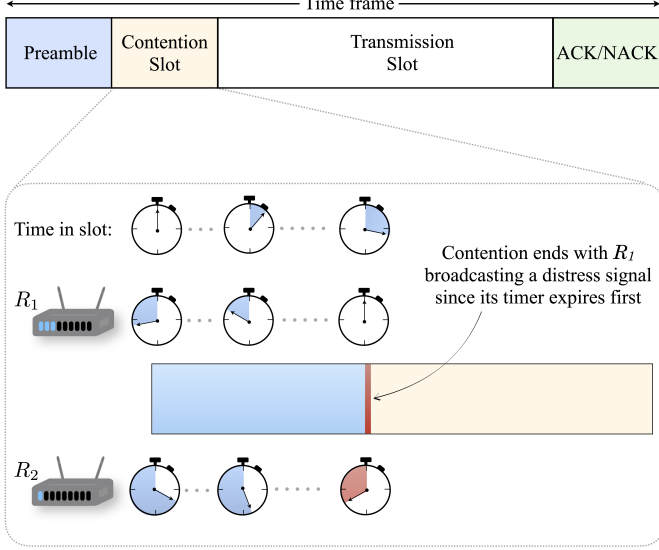 Time frame
Preamble
Contention
Slot
Transmission
Slot
ACK/NACK
Time in slot:
Contention ends with R1
broadcasting a distress signal
since its timer expires first
R1
R2